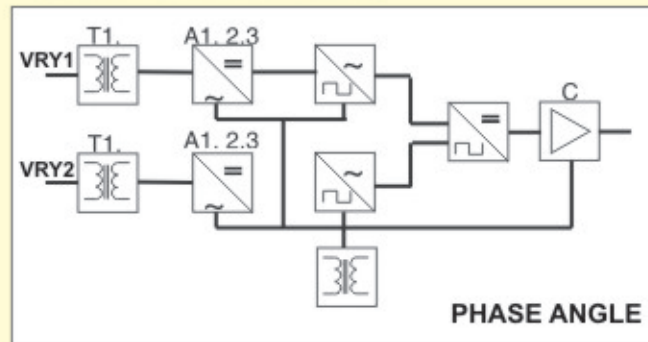 T1. A1. 2.3
VRY1
C
T1. A1. 2.3
VRY2
PHASE ANGLE